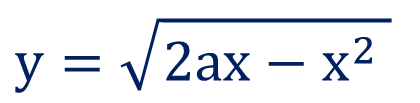 y = √(2ax − x²)